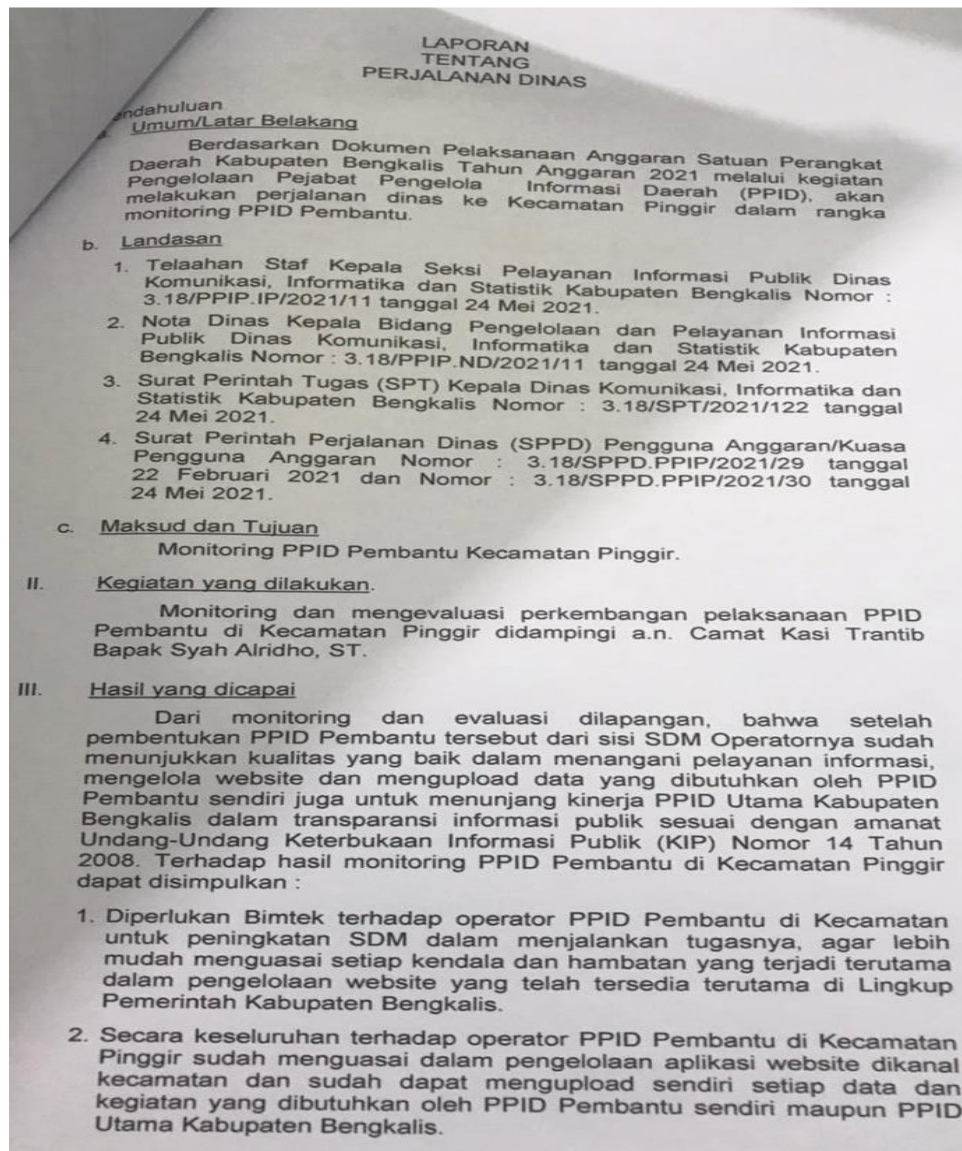 LAPORAN
TENTANG
PERJALANAN DINAS
endahuluan
Umum/Latar Belakang
Berdasarkan Dokumen Pelaksanaan Anggaran Satuan Perangkat
Daerah Kabupaten Bengkalis Tahun Anggaran 2021 melalui kegiatan
Pengelolaan Pejabat Pengelola Informasi Daerah (PPID), akan
melakukan perjalanan dinas ke Kecamatan Pinggir dalam rangka
monitoring PPID Pembantu.
b. Landasan
1. Telaahan Staf Kepala Seksi Pelayanan Informasi Publik Dinas
Komunikasi, Informatika dan Statistik Kabupaten Bengkalis Nomor :
3.18/PPIP.IP/2021/11 tanggal 24 Mei 2021.
2. Nota Dinas Kepala Bidang Pengelolaan dan Pelayanan Informasi
Publik Dinas Komunikasi, Informatika dan Statistik Kabupaten
Bengkalis Nomor : 3.18/PPIP.ND/2021/11 tanggal 24 Mei 2021.
3. Surat Perintah Tugas (SPT) Kepala Dinas Komunikasi, Informatika dan
Statistik Kabupaten Bengkalis Nomor : 3.18/SPT/2021/122 tanggal
24 Mei 2021.
4. Surat Perintah Perjalanan Dinas (SPPD) Pengguna Anggaran/Kuasa
Pengguna Anggaran Nomor : 3.18/SPPD.PPIP/2021/29 tanggal
22 Februari 2021 dan Nomor : 3.18/SPPD.PPIP/2021/30 tanggal
24 Mei 2021.
c. Maksud dan Tujuan
Monitoring PPID Pembantu Kecamatan Pinggir.
II. Kegiatan yang dilakukan.
Monitoring dan mengevaluasi perkembangan pelaksanaan PPID
Pembantu di Kecamatan Pinggir didampingi a.n. Camat Kasi Trantib
Bapak Syah Alridho, ST.
III. Hasil yang dicapai
Dari monitoring dan evaluasi dilapangan, bahwa setelah
pembentukan PPID Pembantu tersebut dari sisi SDM Operatornya sudah
menunjukkan kualitas yang baik dalam menangani pelayanan informasi,
mengelola website dan mengupload data yang dibutuhkan oleh PPID
Pembantu sendiri juga untuk menunjang kinerja PPID Utama Kabupaten
Bengkalis dalam transparansi informasi publik sesuai dengan amanat
Undang-Undang Keterbukaan Informasi Publik (KIP) Nomor 14 Tahun
2008. Terhadap hasil monitoring PPID Pembantu di Kecamatan Pinggir
dapat disimpulkan :
1. Diperlukan Bimtek terhadap operator PPID Pembantu di Kecamatan
untuk peningkatan SDM dalam menjalankan tugasnya, agar lebih
mudah menguasai setiap kendala dan hambatan yang terjadi terutama
dalam pengelolaan website yang telah tersedia terutama di Lingkup
Pemerintah Kabupaten Bengkalis.
2. Secara keseluruhan terhadap operator PPID Pembantu di Kecamatan
Pinggir sudah menguasai dalam pengelolaan aplikasi website dikanal
kecamatan dan sudah dapat mengupload sendiri setiap data dan
kegiatan yang dibutuhkan oleh PPID Pembantu sendiri maupun PPID
Utama Kabupaten Bengkalis.